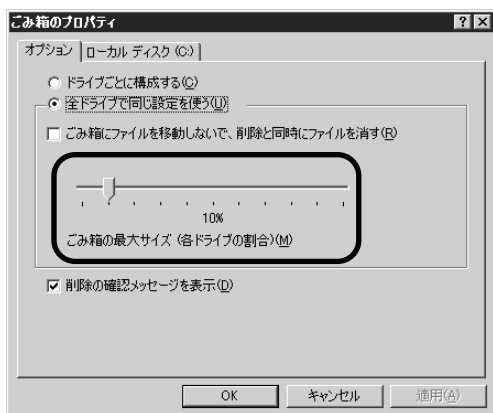 ごみ箱のプロパティ
オプション ローカル ディスク (C:)
ドライブごとに構成する(C)
全ドライブで同じ設定を使う(U)
ごみ箱にファイルを移動しないで、削除と同時にファイルを消す(R)
10%
ごみ箱の最大サイズ (各ドライブの割合)(M)
削除の確認メッセージを表示(D)
OK キャンセル 適用(A)